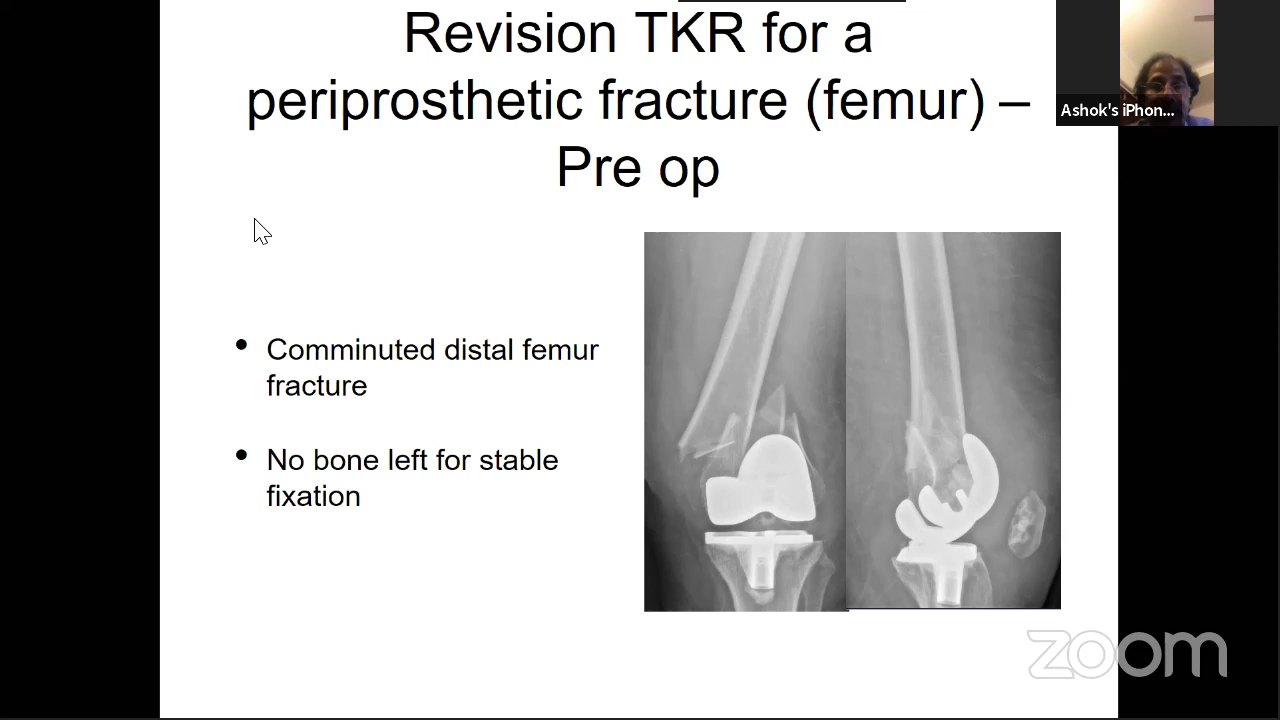 Revision TKR for a
periprosthetic fracture (femur) –
Pre op
Ashok's iPhon...
• Comminuted distal femur
fracture
• No bone left for stable
fixation
zoom